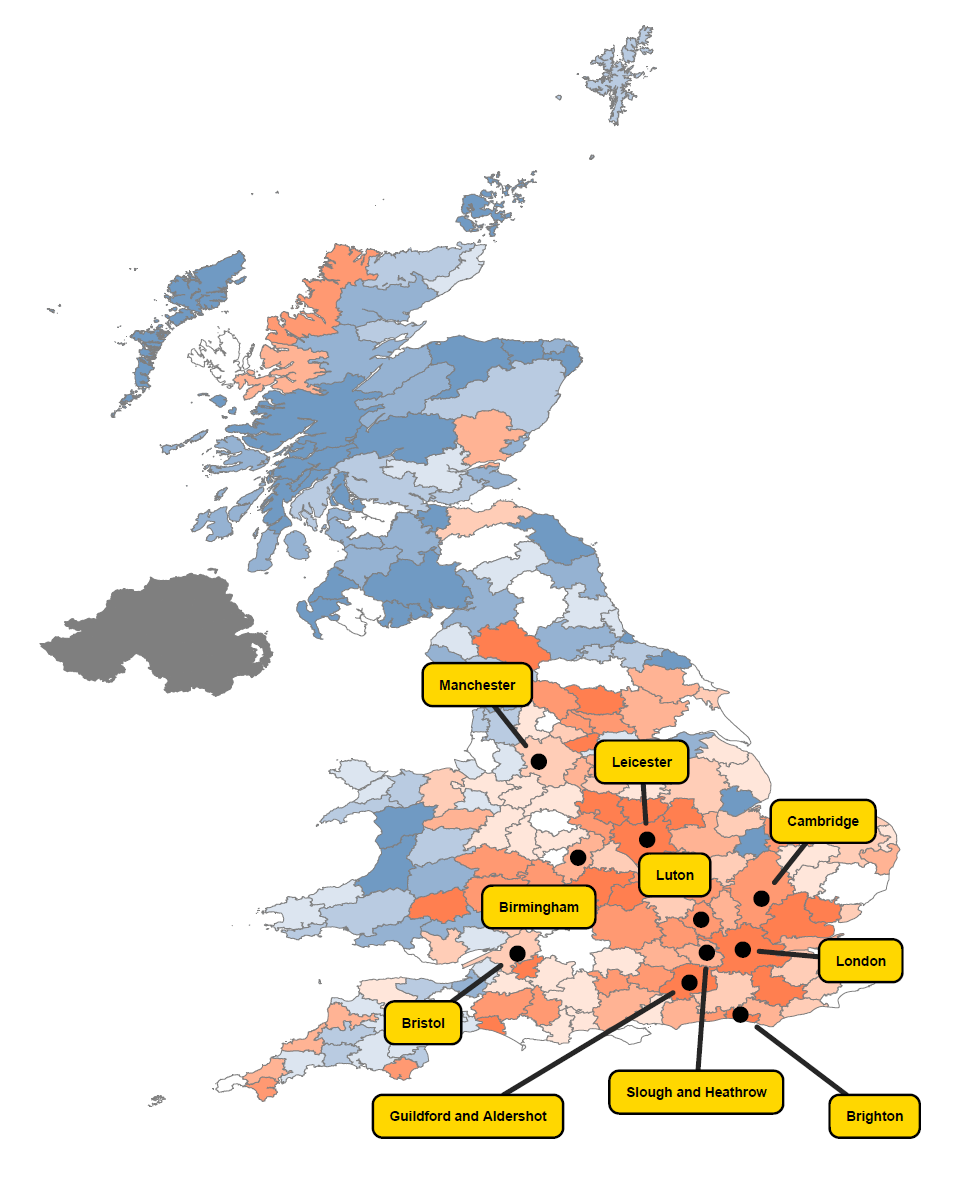 Manchester
Leicester
Cambridge
Luton
Birmingham
London
Bristol
Slough and Heathrow
Guildford and Aldershot
Brighton